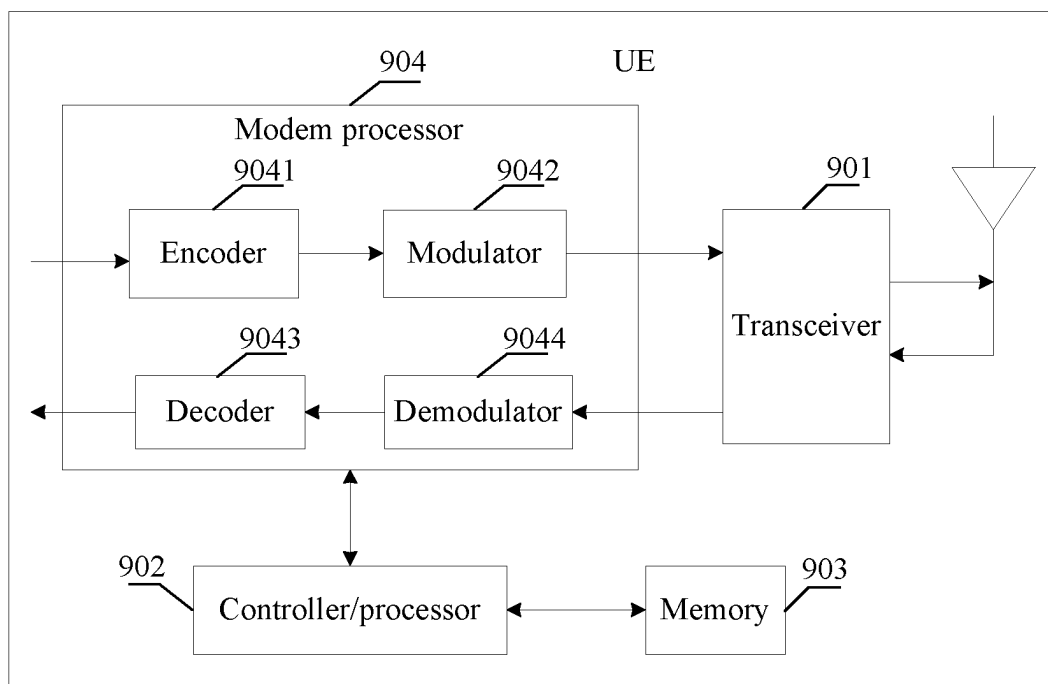 904
UE
Modem processor
9041
9042
901
Encoder
Modulator
Transceiver
9043
9044
Decoder
Demodulator
902
Controller/processor
Memory
903